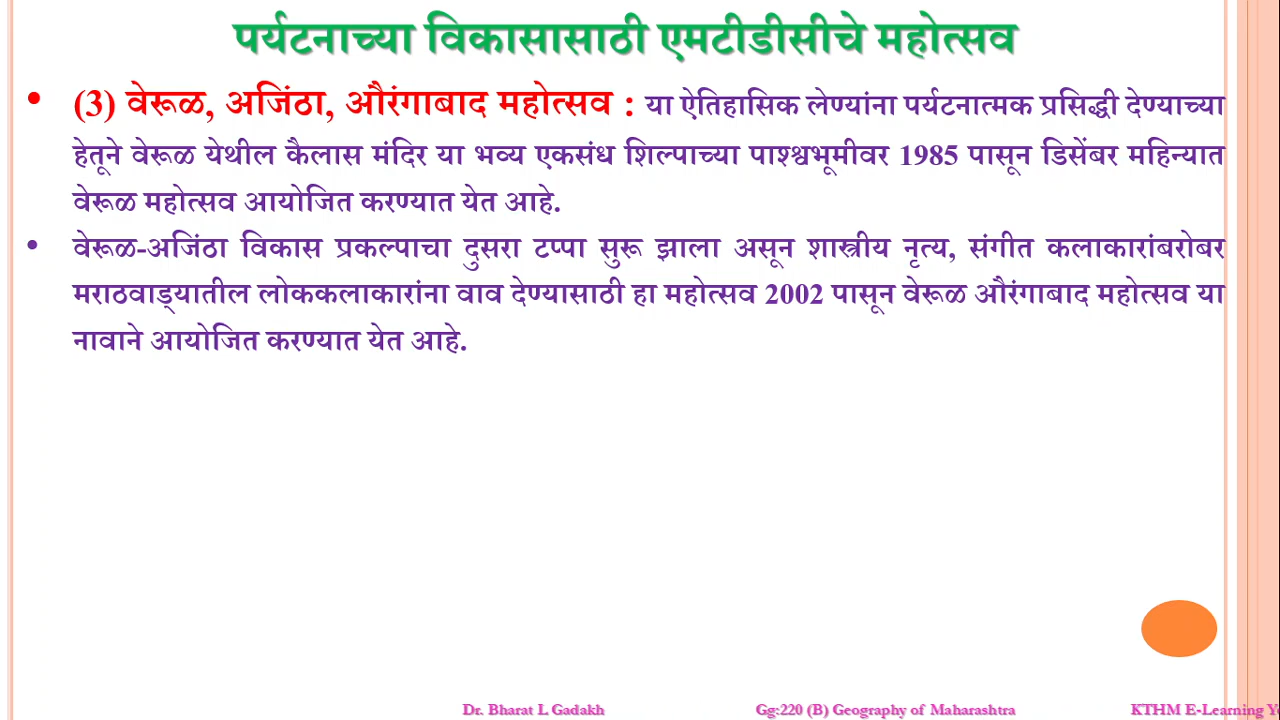 पर्यटनाच्या विकासासाठी एमटीडीसीचे महोत्सव
• (3) वेरूळ, अजिंठा, औरंगाबाद महोत्सव : या ऐतिहासिक लेण्यांना पर्यटनात्मक प्रसिद्धी देण्याच्या
हेतूने वेरूळ येथील कैलास मंदिर या भव्य एकसंध शिल्पाच्या पाश्श्वभूमीवर 1985 पासून डिसेंबर महिन्यात
वेरूळ महोत्सव आयोजित करण्यात येत आहे.
• वेरूळ-अजिंठा विकास प्रकल्पाचा दुसरा टप्पा सुरू झाला असून शास्त्रीय नृत्य, संगीत कलाकारांबरोबर
मराठवाड्यातील लोककलाकारांना वाव देण्यासाठी हा महोत्सव 2002 पासून वेरूळ औरंगाबाद महोत्सव या
नावाने आयोजित करण्यात येत आहे.
Dr. Bharat L Gadakh Gg:220 (B) Geography of Maharashtra KTHM E-Learning